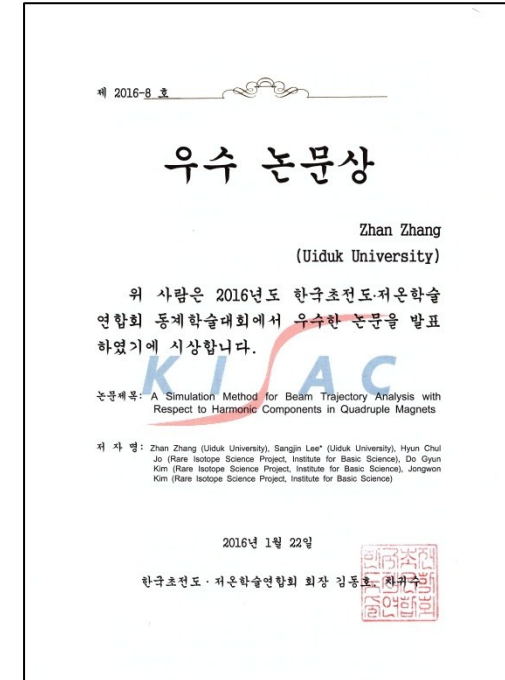 제 2016-8 호
우수 논문상
Zhan Zhang
(Uiduk University)
위 사람은 2016년도 한국초전도·저온학술
연합회 동계학술대회에서 우수한 논문을 발표
하였기에 시상합니다.
KISAC
논문제목: A Simulation Method for Beam Trajectory Analysis with
Respect to Harmonic Components in Quadruple Magnets
저 자 명: Zhan Zhang (Uiduk University), Sangjin Lee* (Uiduk University), Hyun Chul
Jo (Rare Isotope Science Project, Institute for Basic Science), Do Gyun
Kim (Rare Isotope Science Project, Institute for Basic Science), Jongwon
Kim (Rare Isotope Science Project, Institute for Basic Science)
2016년 1월 22일
한국초전도·저온학술연합회 회장 김동호, 차귀수